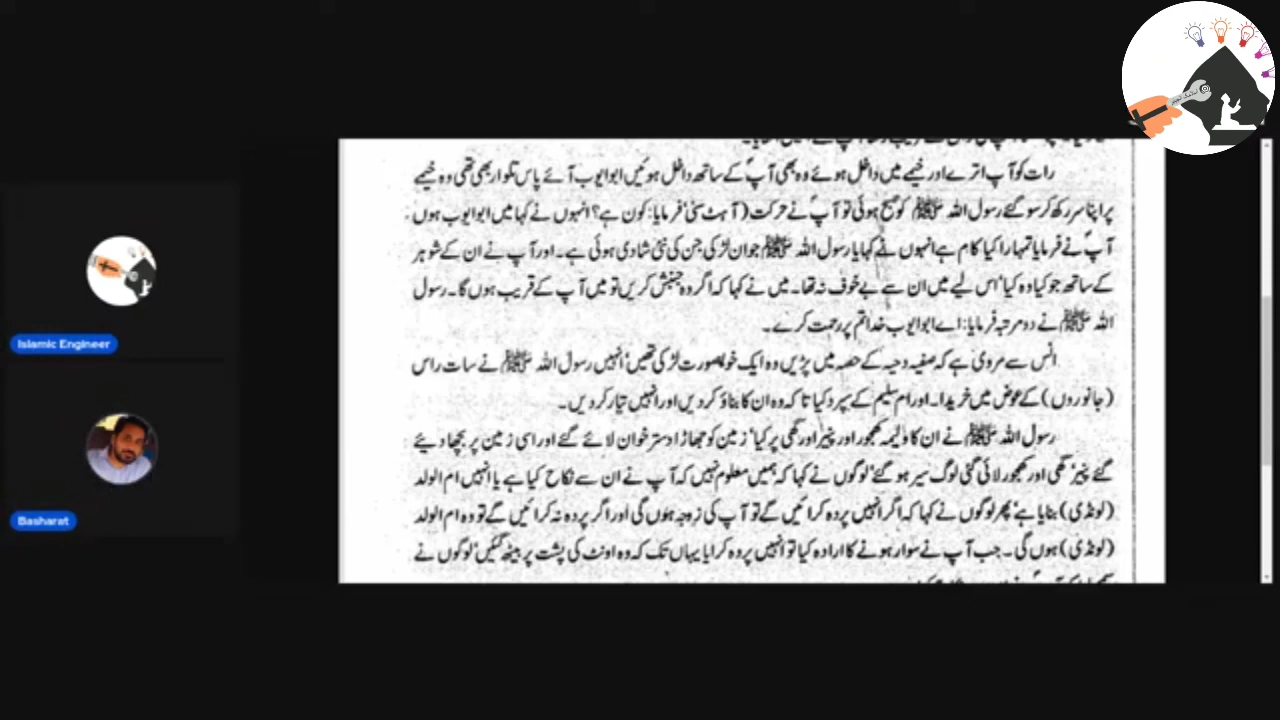 رات کو آپ اترے اور خیمے میں داخل ہوئے وہ بھی آپؐ کے ساتھ داخل ہوئیں ابو ایوب آئے پاس تلوار بھی تھی وہ خیمے
پر اپنا سر رکھ کر سو گئے رسول اللہ ﷺ کو صبح ہوئی تو آپؐ نے حرکت (آہٹ سنی) فرمایا: کون ہے؟ انہوں نے کہا میں ابو ایوب ہوں
آپؐ نے فرمایا تمہارا کیا کام ہے انہوں نے کہا یا رسول اللہ ﷺ جوان لڑکی جن کی نئی شادی ہوئی ہے۔ اور آپ نے ان کے شوہر
کے ساتھ جو کیا وہ کیا‘ اس لیے میں ان سے بے خوف نہ تھا۔ میں نے کہا کہ اگر وہ جنبش کریں تو میں آپ کے قریب ہوں گا۔ رسول
اللہ ﷺ نے دو مرتبہ فرمایا: اے ابو ایوب خدا تم پر رحمت کرے۔
انس سے مروی ہے کہ صفیہ دحیہ کے حصہ میں پڑیں وہ ایک خوبصورت لڑکی تھیں‘ انہیں رسول اللہ ﷺ نے سات راس
(جانوروں) کے عوض میں خریدا۔ اور ام سلیم کے سپرد کیا تا کہ وہ ان کا بناؤ کر دیں اور انہیں تیار کر دیں۔
رسول اللہ ﷺ نے ان کا ولیمہ کھجور اور پنیر اور گھی پر کیا‘ زمین کو جھاڑا دسترخوان لائے گئے اور اسی زمین پر بچھا دیئے
گئے پنیر‘ گھی اور کھجور لائی گئی لوگ سیر ہو گئے‘ لوگوں نے کہا کہ ہمیں معلوم نہیں کہ آپ نے ان سے نکاح کیا ہے یا انہیں ام الولد
(لونڈی) بنایا ہے‘ پھر لوگوں نے کہا کہ اگر انہیں پردہ کرائیں گے تو آپ کی زوجہ ہوں گی اور اگر پردہ نہ کرائیں گے تو وہ ام الولد
(لونڈی) ہوں گی۔ جب آپ نے سوار ہونے کا ارادہ کیا تو انہیں پردہ کرایا یہاں تک کہ وہ اونٹ کی پشت پر بیٹھ گئیں‘ لوگوں نے
Islamic Engineer
Basharat